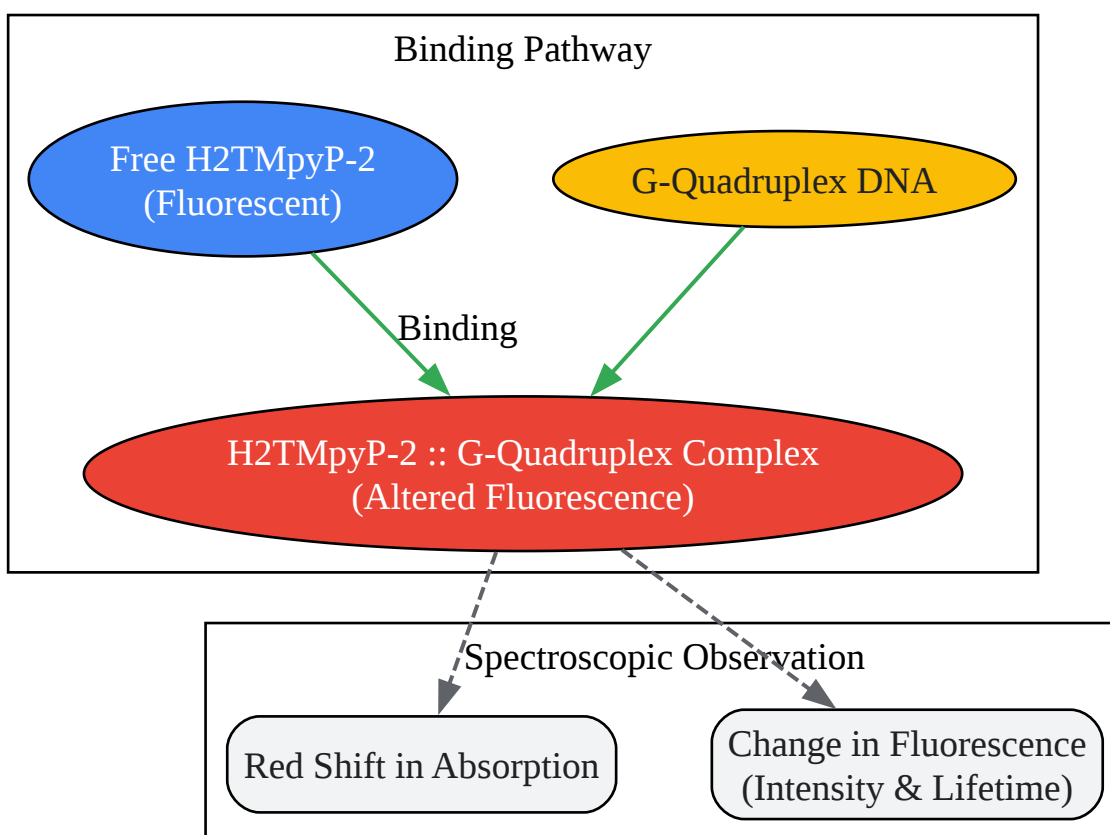 Binding Pathway
Free H2TMpyP-2
(Fluorescent)
G-Quadruplex DNA
Binding
H2TMpyP-2 :: G-Quadruplex Complex
(Altered Fluorescence)
Spectroscopic Observation
Red Shift in Absorption
Change in Fluorescence
(Intensity & Lifetime)